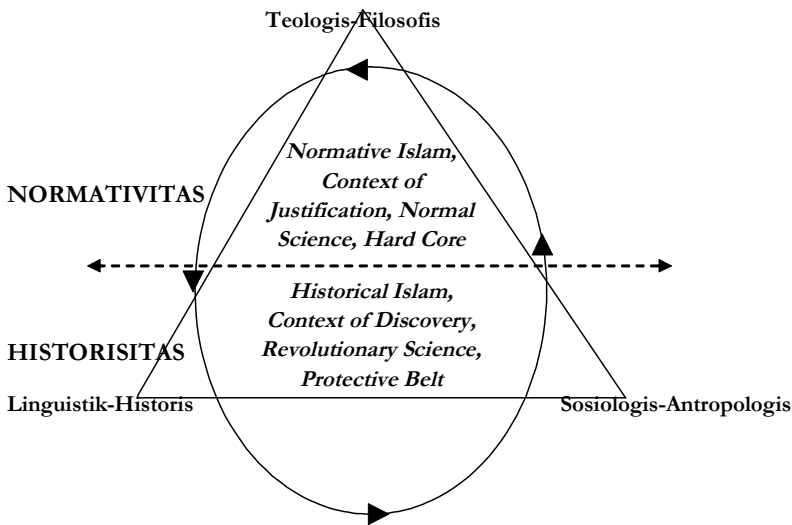 Teologis-Filosofis
Normative Islam,
Context of
Justification, Normal
Science, Hard Core
NORMATIVITAS
Historical Islam,
Context of Discovery,
Revolutionary Science,
Protective Belt
HISTORISITAS
Linguistik-Historis
Sosiologis-Antropologis